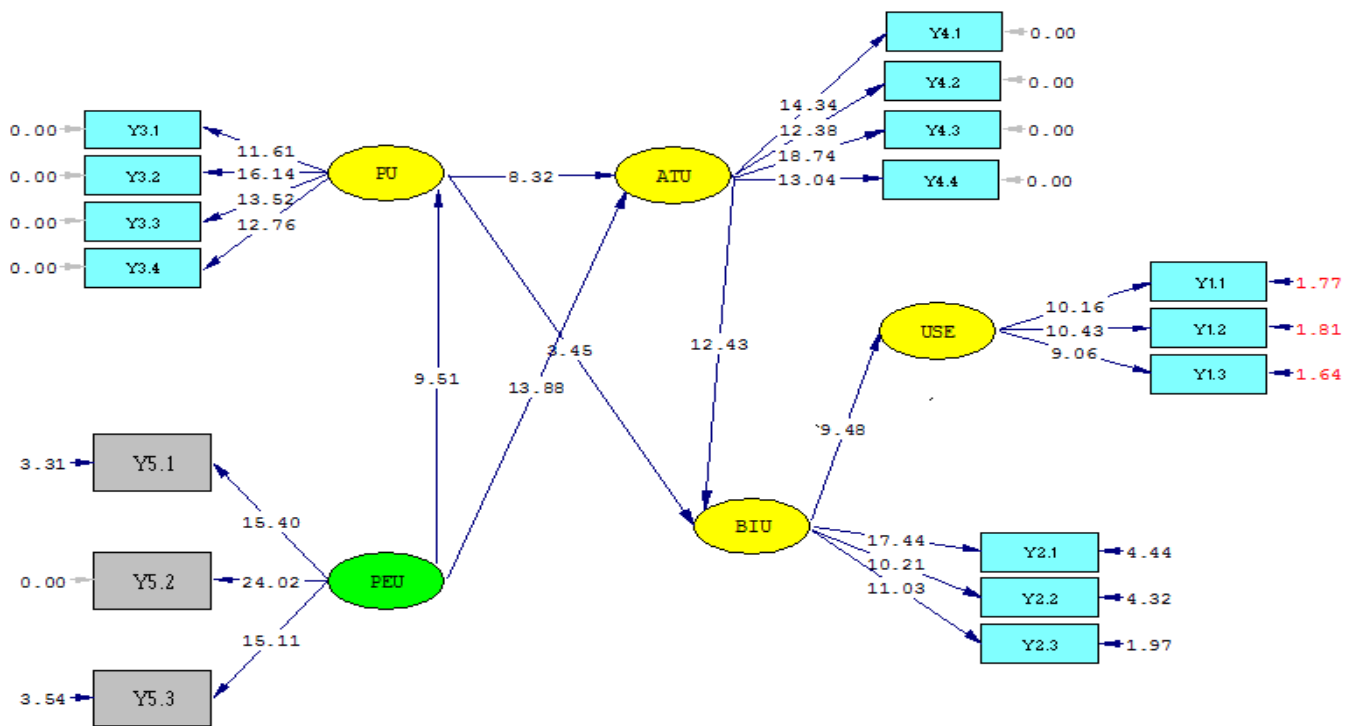 Y4.1
0.00
Y4.2
0.00
14.34
12.38
Y4.3
0.00
18.74
13.04
Y4.4
0.00
0.00
Y3.1
11.61
PU
8.32
ATU
0.00
Y3.2
16.14
13.52
0.00
Y3.3
12.76
0.00
Y3.4
Y1.1
1.77
10.16
USE
10.43
Y1.2
1.81
9.06
Y1.3
1.64
3.45
12.43
9.51
13.88
9.48
3.31
Y5.1
15.40
BIU
17.44
Y2.1
4.44
10.21
11.03
Y2.2
4.32
0.00
Y5.2
24.02
PEU
Y2.3
1.97
15.11
3.54
Y5.3